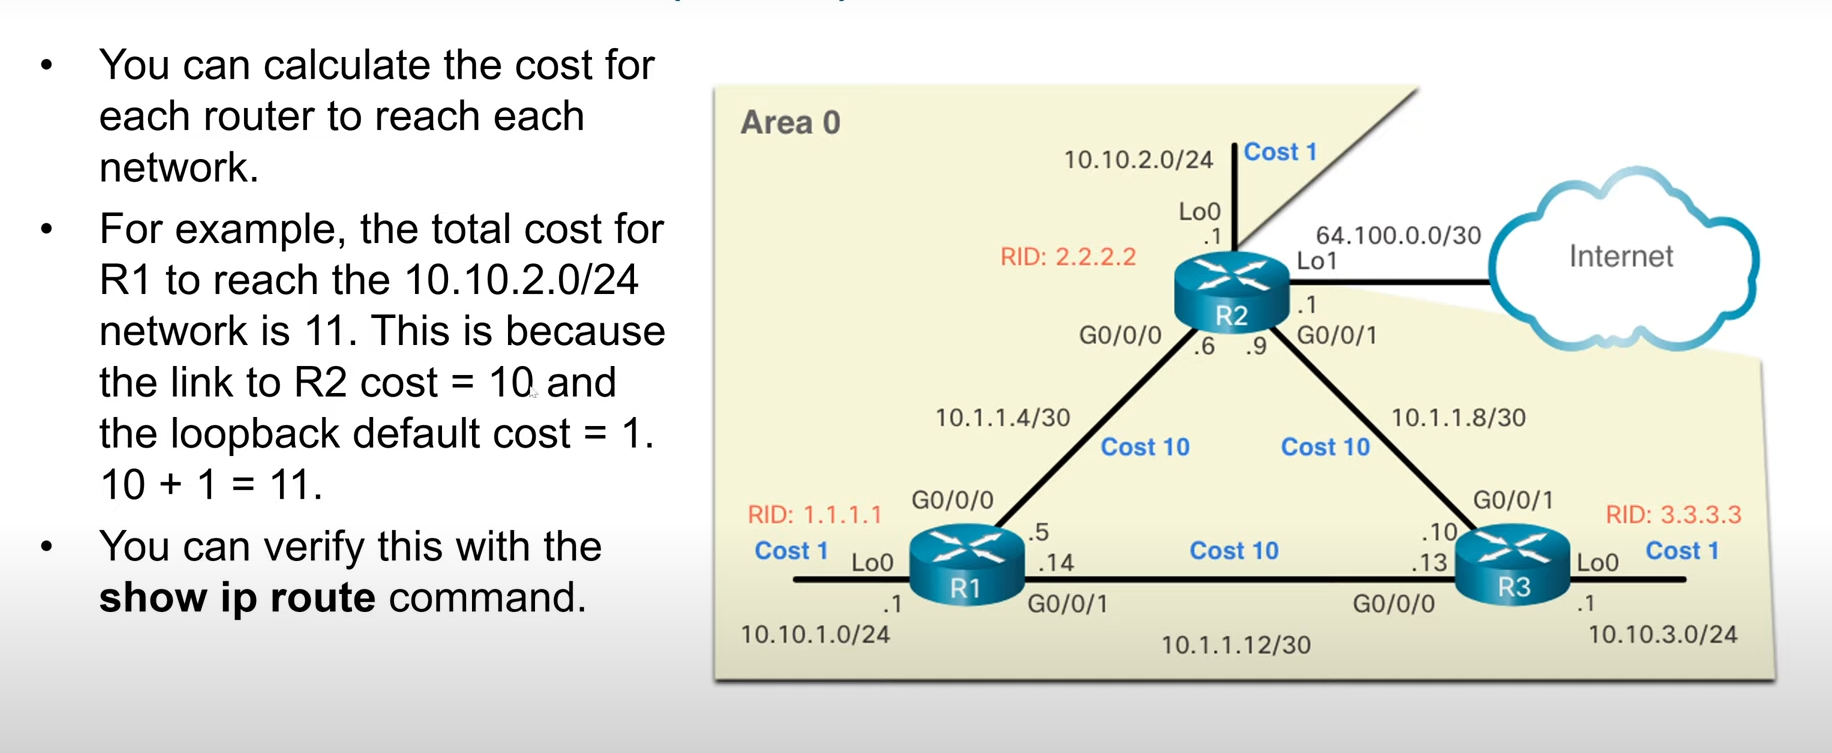 • You can calculate the cost for
each router to reach each
network.
• For example, the total cost for
R1 to reach the 10.10.2.0/24
network is 11. This is because
the link to R2 cost = 10 and
the loopback default cost = 1.
10 + 1 = 11.
• You can verify this with the
show ip route command.
Area 0
10.10.2.0/24
Cost 1
Lo0
.1
RID: 2.2.2.2
64.100.0.0/30
Lo1
Internet
.1
R2
G0/0/0
.6
.9
G0/0/1
10.1.1.4/30
Cost 10
10.1.1.8/30
Cost 10
RID: 1.1.1.1
Cost 1
Lo0
G0/0/0
.5
.14
R1
.1
G0/0/1
10.10.1.0/24
Cost 10
10.1.1.12/30
G0/0/1
.10
.13
G0/0/0
R3
RID: 3.3.3.3
Lo0
Cost 1
.1
10.10.3.0/24